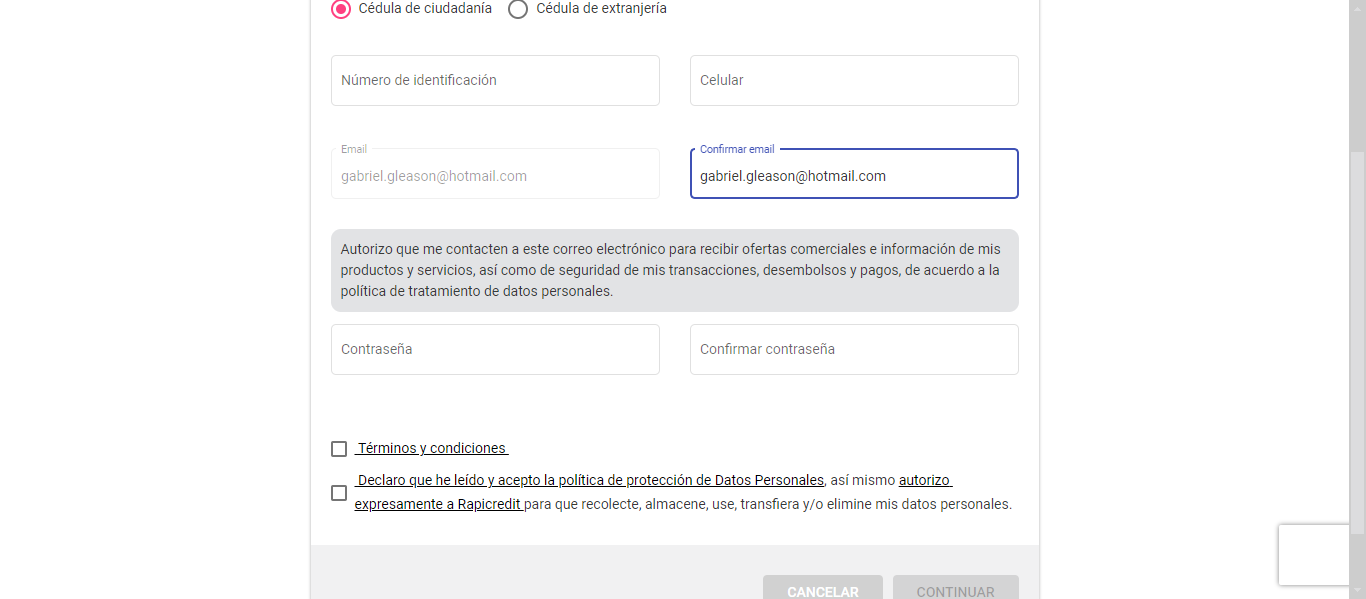 Cédula de ciudadanía Cédula de extranjería
Número de identificación Celular
Email Confirmar email
gabriel.gleason@hotmail.com gabriel.gleason@hotmail.com
Autorizo que me contacten a este correo electrónico para recibir ofertas comerciales e información de mis
productos y servicios, así como de seguridad de mis transacciones, desembolsos y pagos, de acuerdo a la
política de tratamiento de datos personales.
Contraseña Confirmar contraseña
Términos y condiciones
Declaro que he leído y acepto la política de protección de Datos Personales, así mismo autorizo
expresamente a Rapicredit para que recolecte, almacene, use, transfiera y/o elimine mis datos personales.
CANCELAR CONTINUAR